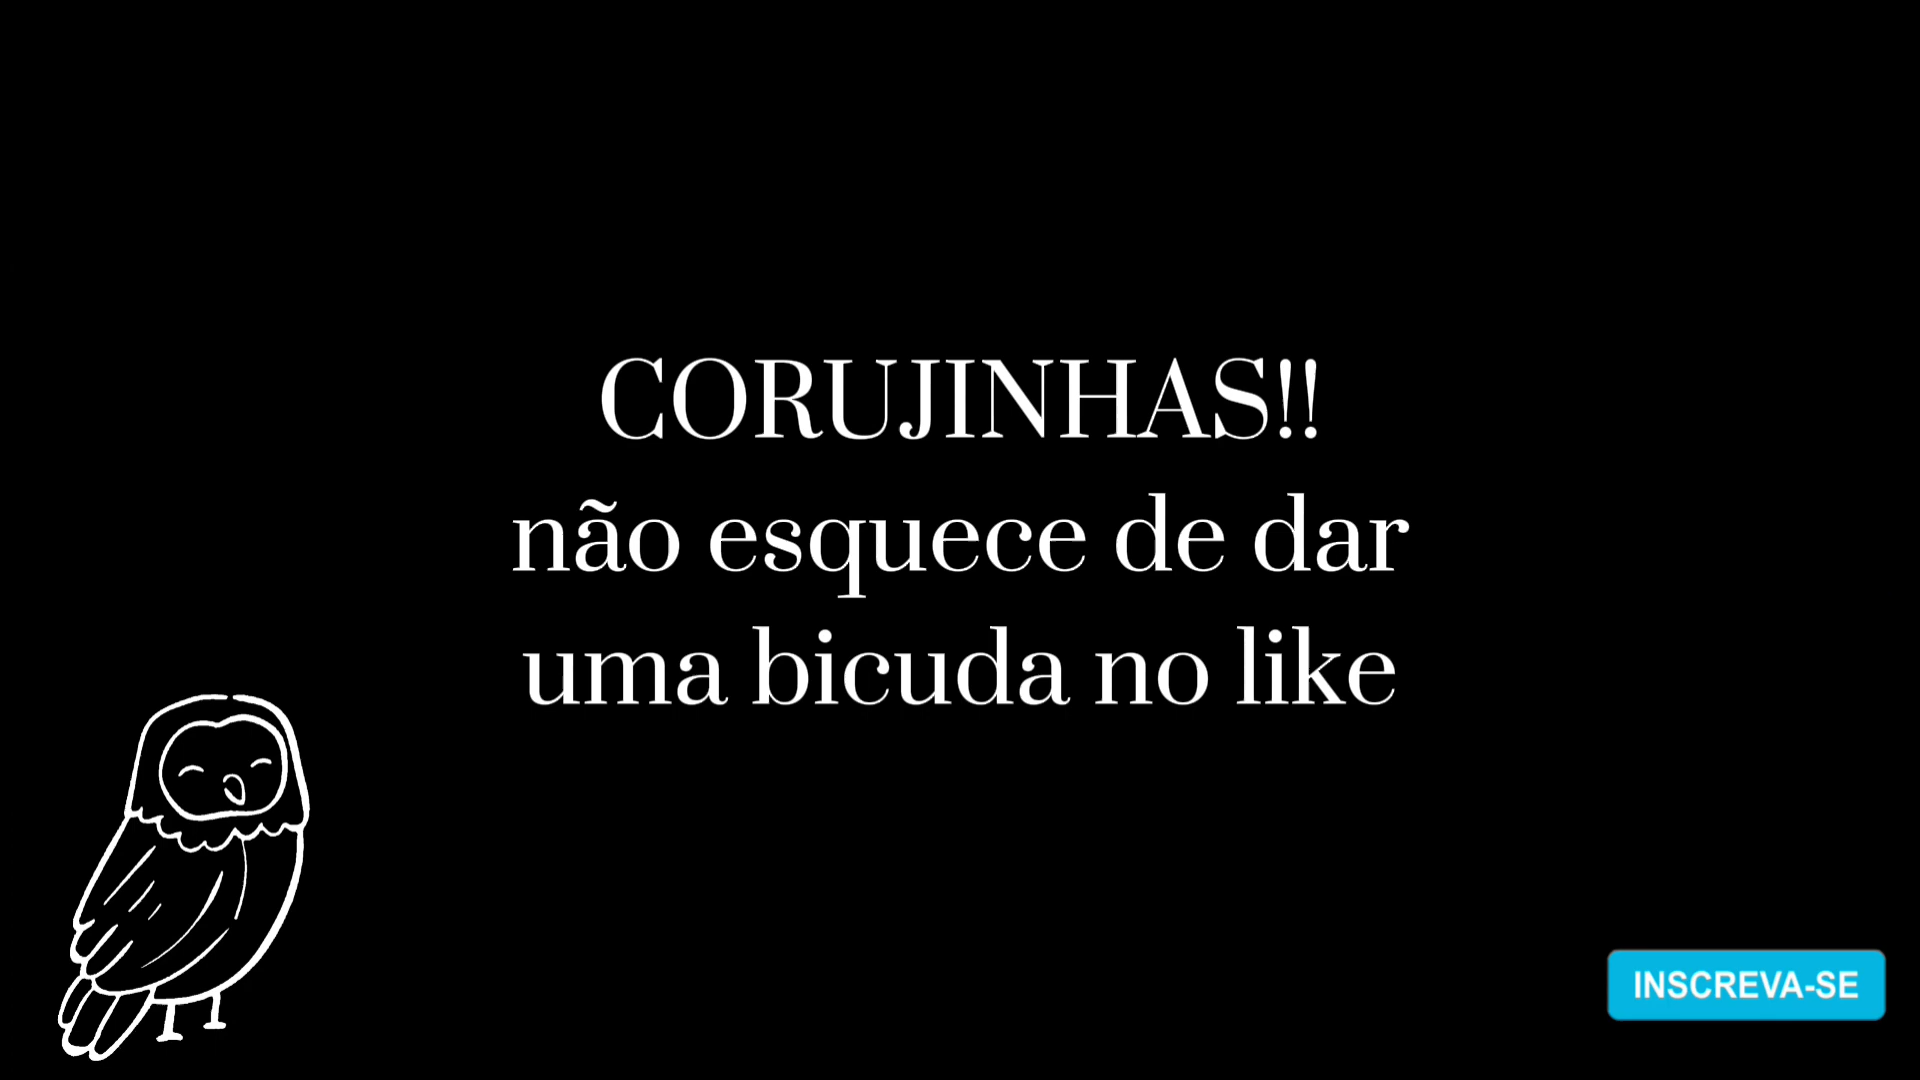 CORUJINHAS!!
não esquece de dar
uma bicuda no like
INSCREVA-SE